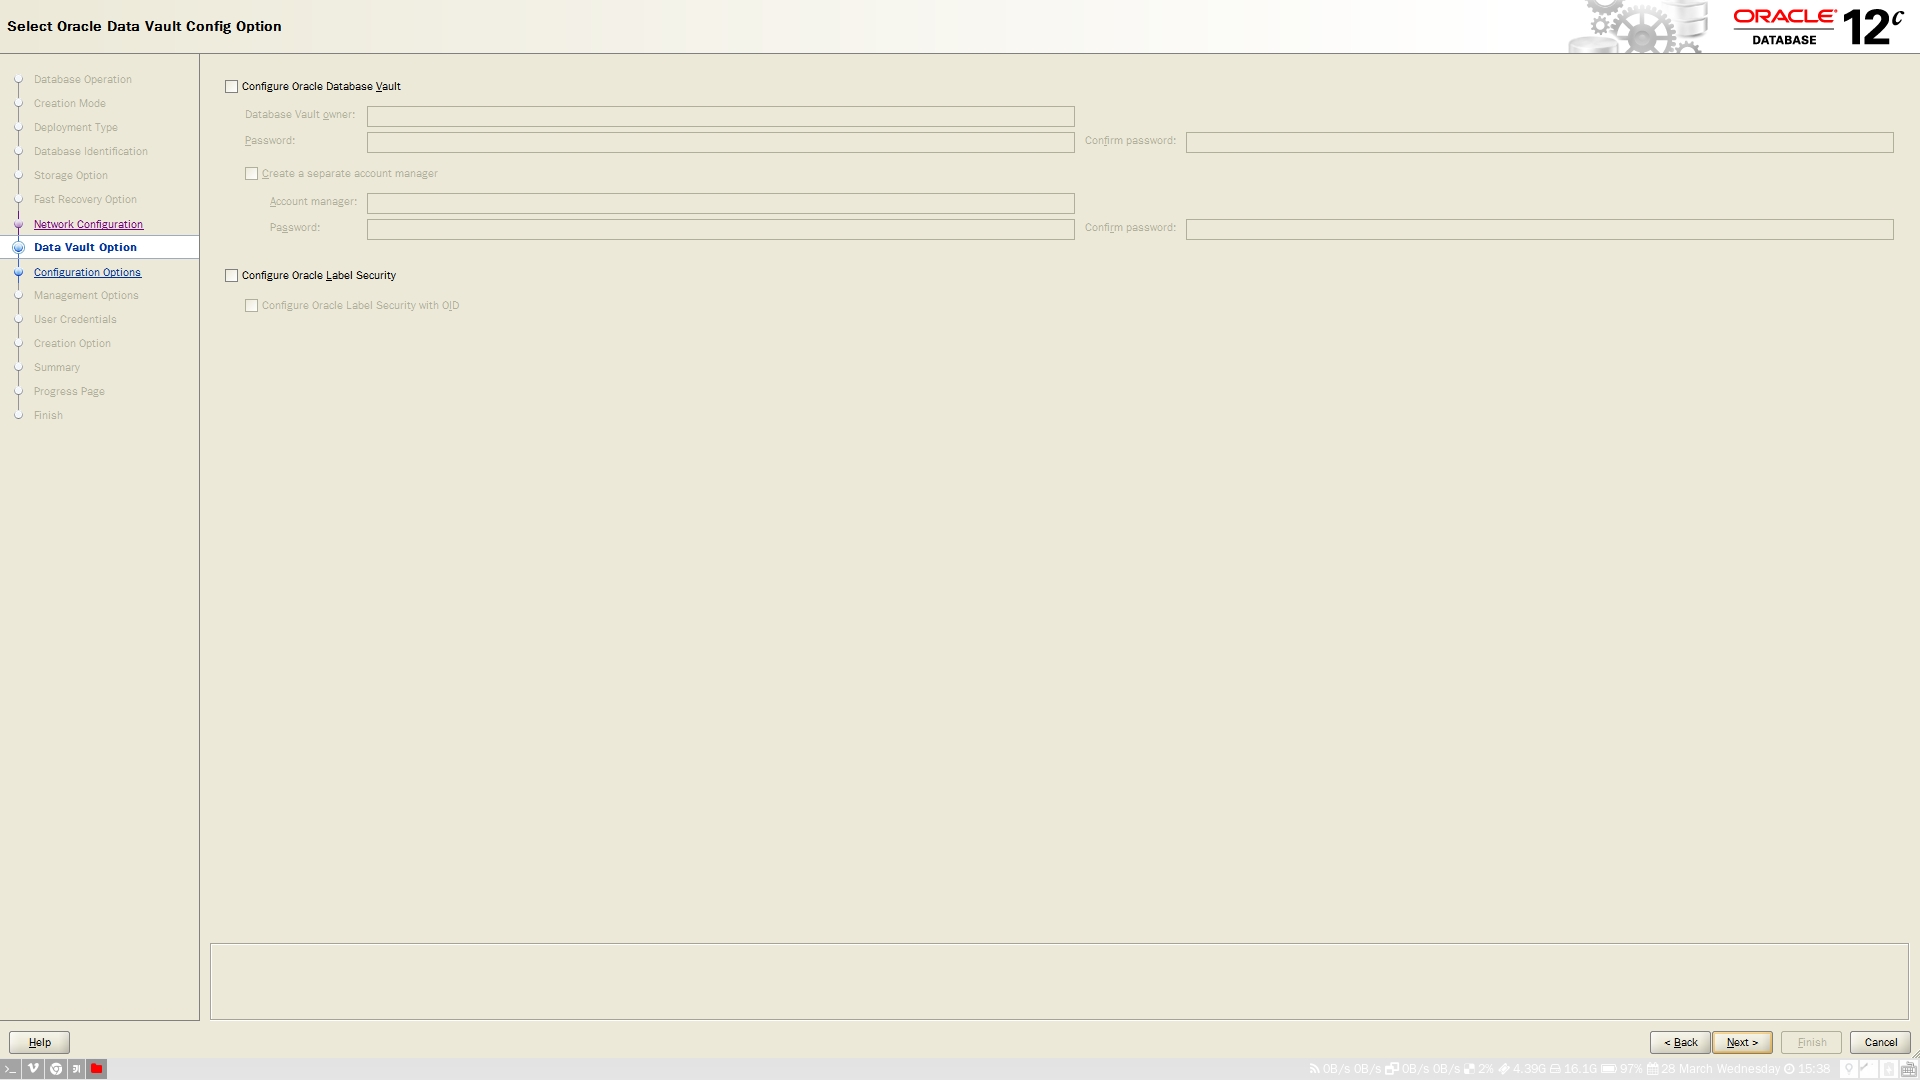 Select Oracle Data Vault Config Option
ORACLE
DATABASE
12c
Database Operation
Creation Mode
Deployment Type
Database Identification
Storage Option
Fast Recovery Option
Network Configuration
Data Vault Option
Configuration Options
Management Options
User Credentials
Creation Option
Summary
Progress Page
Finish
Configure Oracle Database Vault
Database Vault owner:
Password: Confirm password:
Create a separate account manager
Account manager:
Password: Confirm password:
Configure Oracle Label Security
Configure Oracle Label Security with OID
Help < Back Next > Finish Cancel
0B/s 0B/s 0B/s 0B/s 2% 4.39G 16.1G 97% 28 March Wednesday 15:38